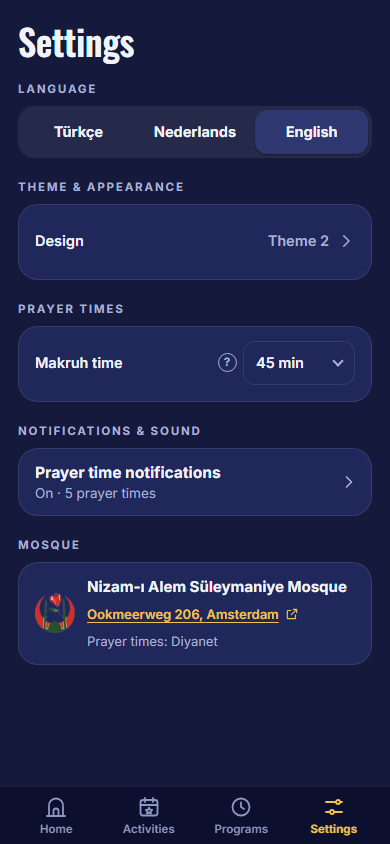 Settings
LANGUAGE
Türkçe Nederlands English
THEME & APPEARANCE
Design Theme 2
PRAYER TIMES
Makruh time ? 45 min
NOTIFICATIONS & SOUND
Prayer time notifications
On · 5 prayer times
MOSQUE
Nizam-ı Alem Süleymaniye Mosque
Ookmeerweg 206, Amsterdam
Prayer times: Diyanet
Home Activities Programs Settings